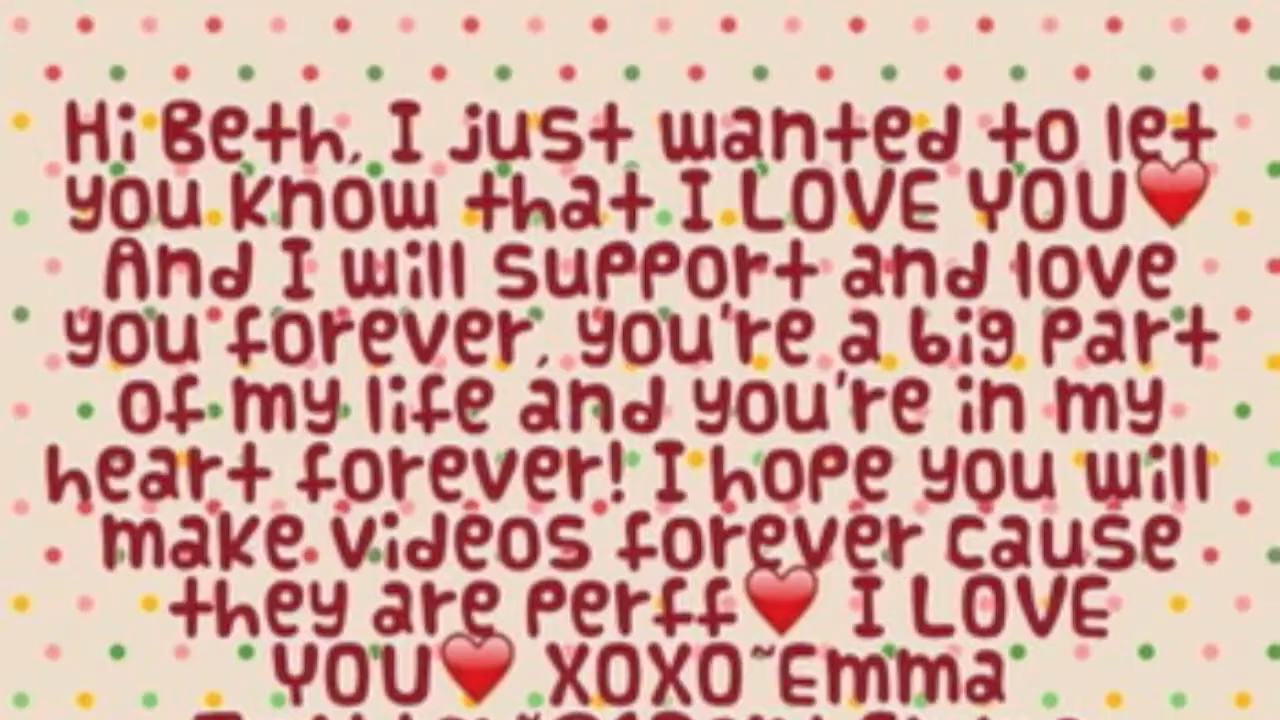 Hi Beth, I just wanted to let
you know that I LOVE YOU❤
And I will support and love
you forever, you're a big part
of my life and you're in my
heart forever! I hope you will
make videos forever cause
they are perff❤ I LOVE
YOU❤ XOXO~Emma